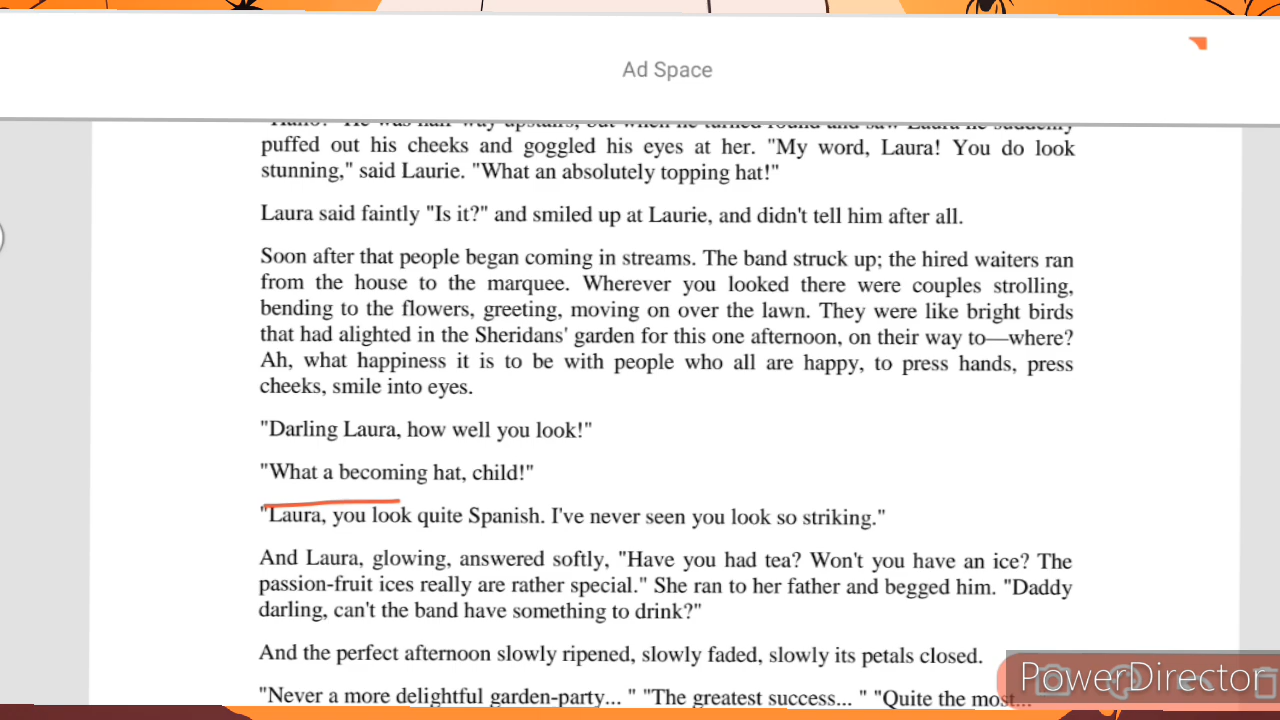 Ad Space
puffed out his cheeks and goggled his eyes at her. "My word, Laura! You do look
stunning," said Laurie. "What an absolutely topping hat!"
Laura said faintly "Is it?" and smiled up at Laurie, and didn't tell him after all.
Soon after that people began coming in streams. The band struck up; the hired waiters ran
from the house to the marquee. Wherever you looked there were couples strolling,
bending to the flowers, greeting, moving on over the lawn. They were like bright birds
that had alighted in the Sheridans' garden for this one afternoon, on their way to—where?
Ah, what happiness it is to be with people who all are happy, to press hands, press
cheeks, smile into eyes.
"Darling Laura, how well you look!"
"What a becoming hat, child!"
"Laura, you look quite Spanish. I've never seen you look so striking."
And Laura, glowing, answered softly, "Have you had tea? Won't you have an ice? The
passion-fruit ices really are rather special." She ran to her father and begged him. "Daddy
darling, can't the band have something to drink?"
And the perfect afternoon slowly ripened, slowly faded, slowly its petals closed.
"Never a more delightful garden-party... " "The greatest success... " "Quite the most...
PowerDirector